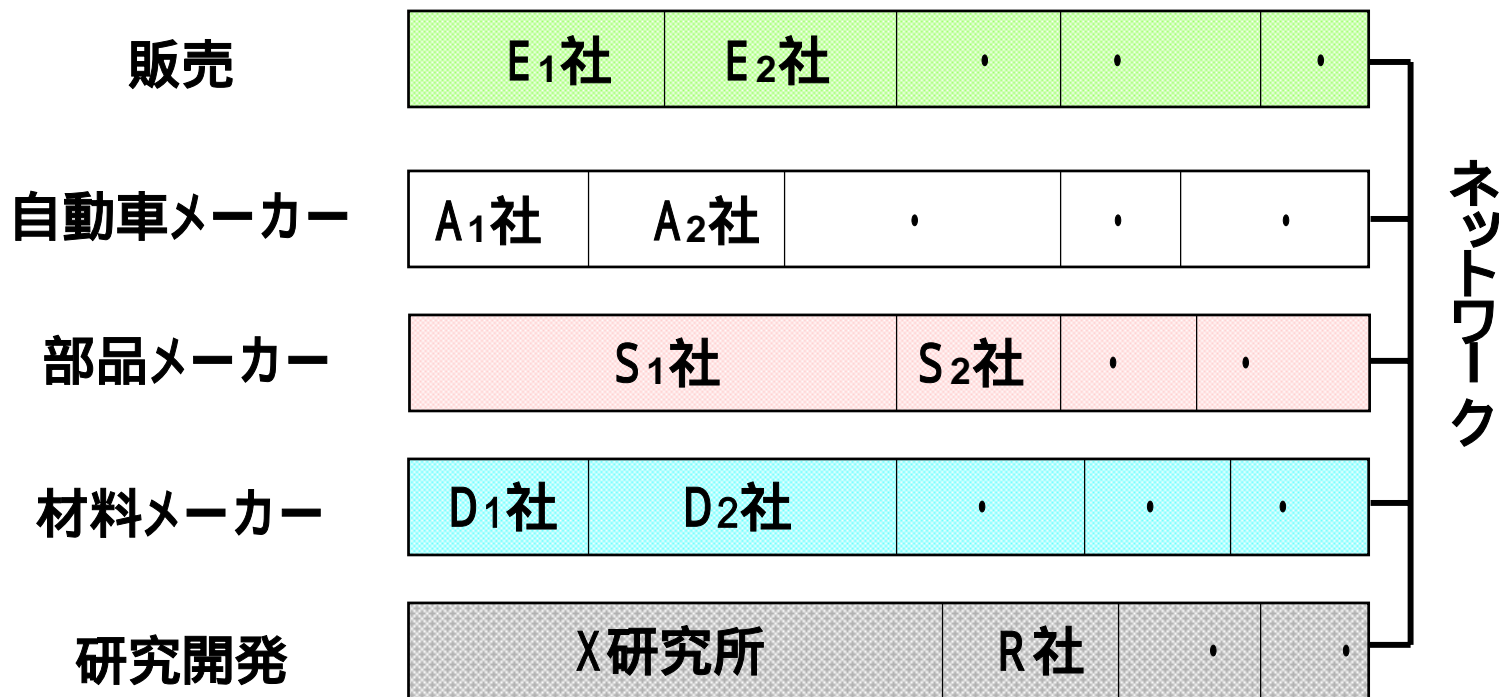 販売 E1社 E2社 ・ ・ ・
自動車メーカー A1社 A2社 ・ ・ ・
部品メーカー S1社 S2社 ・ ・
材料メーカー D1社 D2社 ・ ・ ・
研究開発 X研究所 R社 ・ ・
ネットワーク